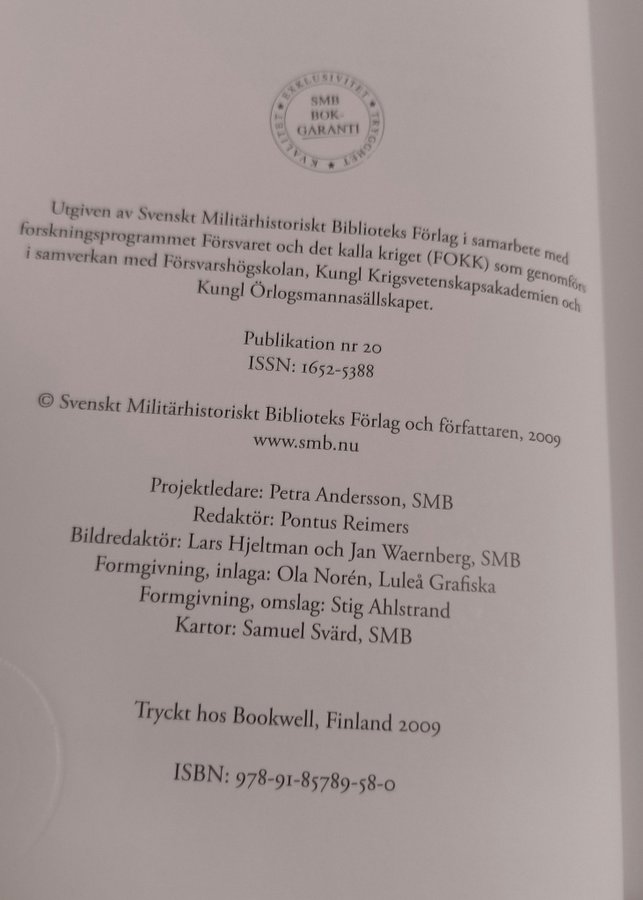 EXKLUSIVITET ★ TRYGGHET ★ KVALITET ★
SMB
BOK-
GARANTI
Utgiven av Svenskt Militärhistoriskt Biblioteks Förlag i samarbete med
forskningsprogrammet Försvaret och det kalla kriget (FOKK) som genomförs
i samverkan med Försvarshögskolan, Kungl Krigsvetenskapsakademien och
Kungl Örlogsmannasällskapet.
Publikation nr 20
ISSN: 1652-5388
© Svenskt Militärhistoriskt Biblioteks Förlag och författaren, 2009
www.smb.nu
Projektledare: Petra Andersson, SMB
Redaktör: Pontus Reimers
Bildredaktör: Lars Hjeltman och Jan Waernberg, SMB
Formgivning, inlaga: Ola Norén, Luleå Grafiska
Formgivning, omslag: Stig Ahlstrand
Kartor: Samuel Svärd, SMB
Tryckt hos Bookwell, Finland 2009
ISBN: 978-91-85789-58-0